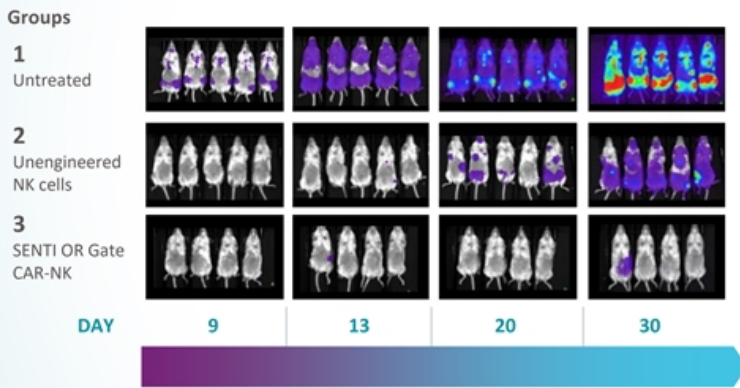 Groups
1
Untreated
2
Unengineered
NK cells
3
SENTI OR Gate
CAR-NK
DAY 9 13 20 30